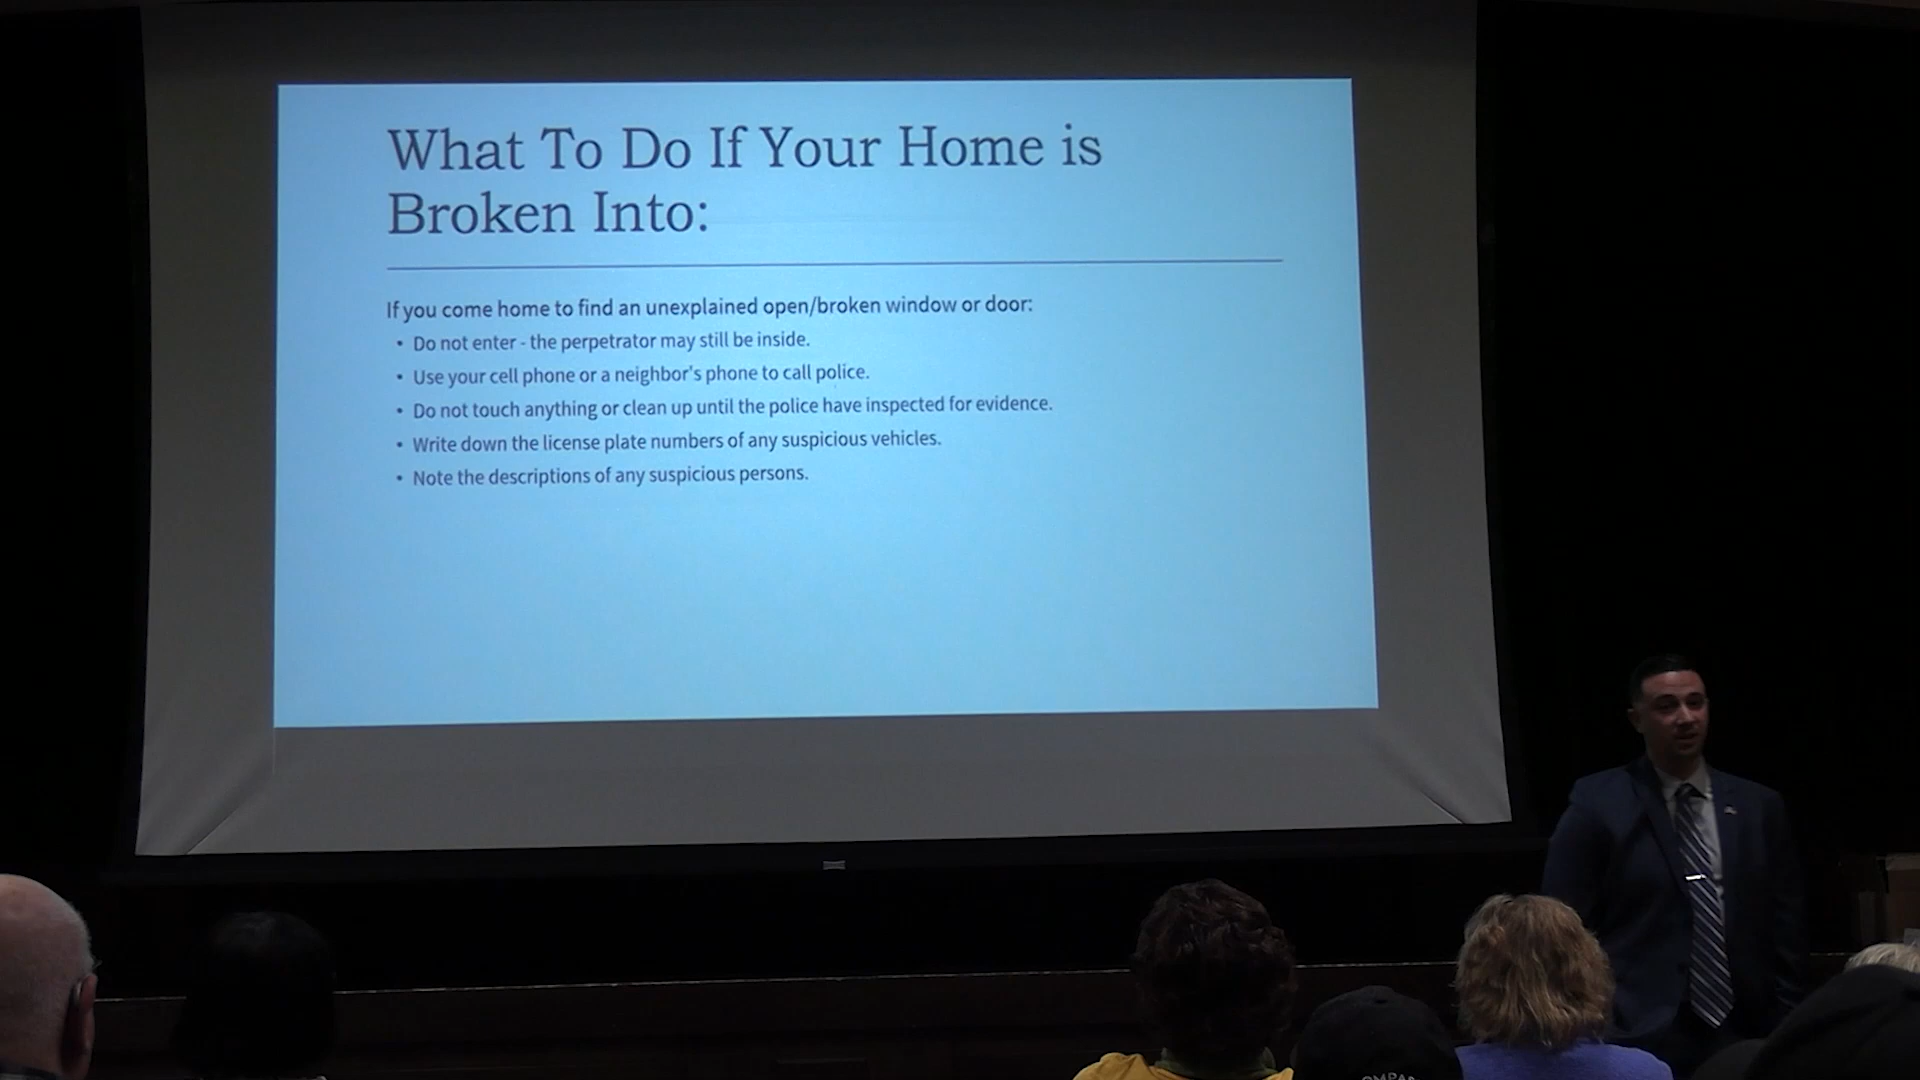 What To Do If Your Home is
Broken Into:
If you come home to find an unexplained open/broken window or door:
• Do not enter - the perpetrator may still be inside.
• Use your cell phone or a neighbor's phone to call police.
• Do not touch anything or clean up until the police have inspected for evidence.
• Write down the license plate numbers of any suspicious vehicles.
• Note the descriptions of any suspicious persons.